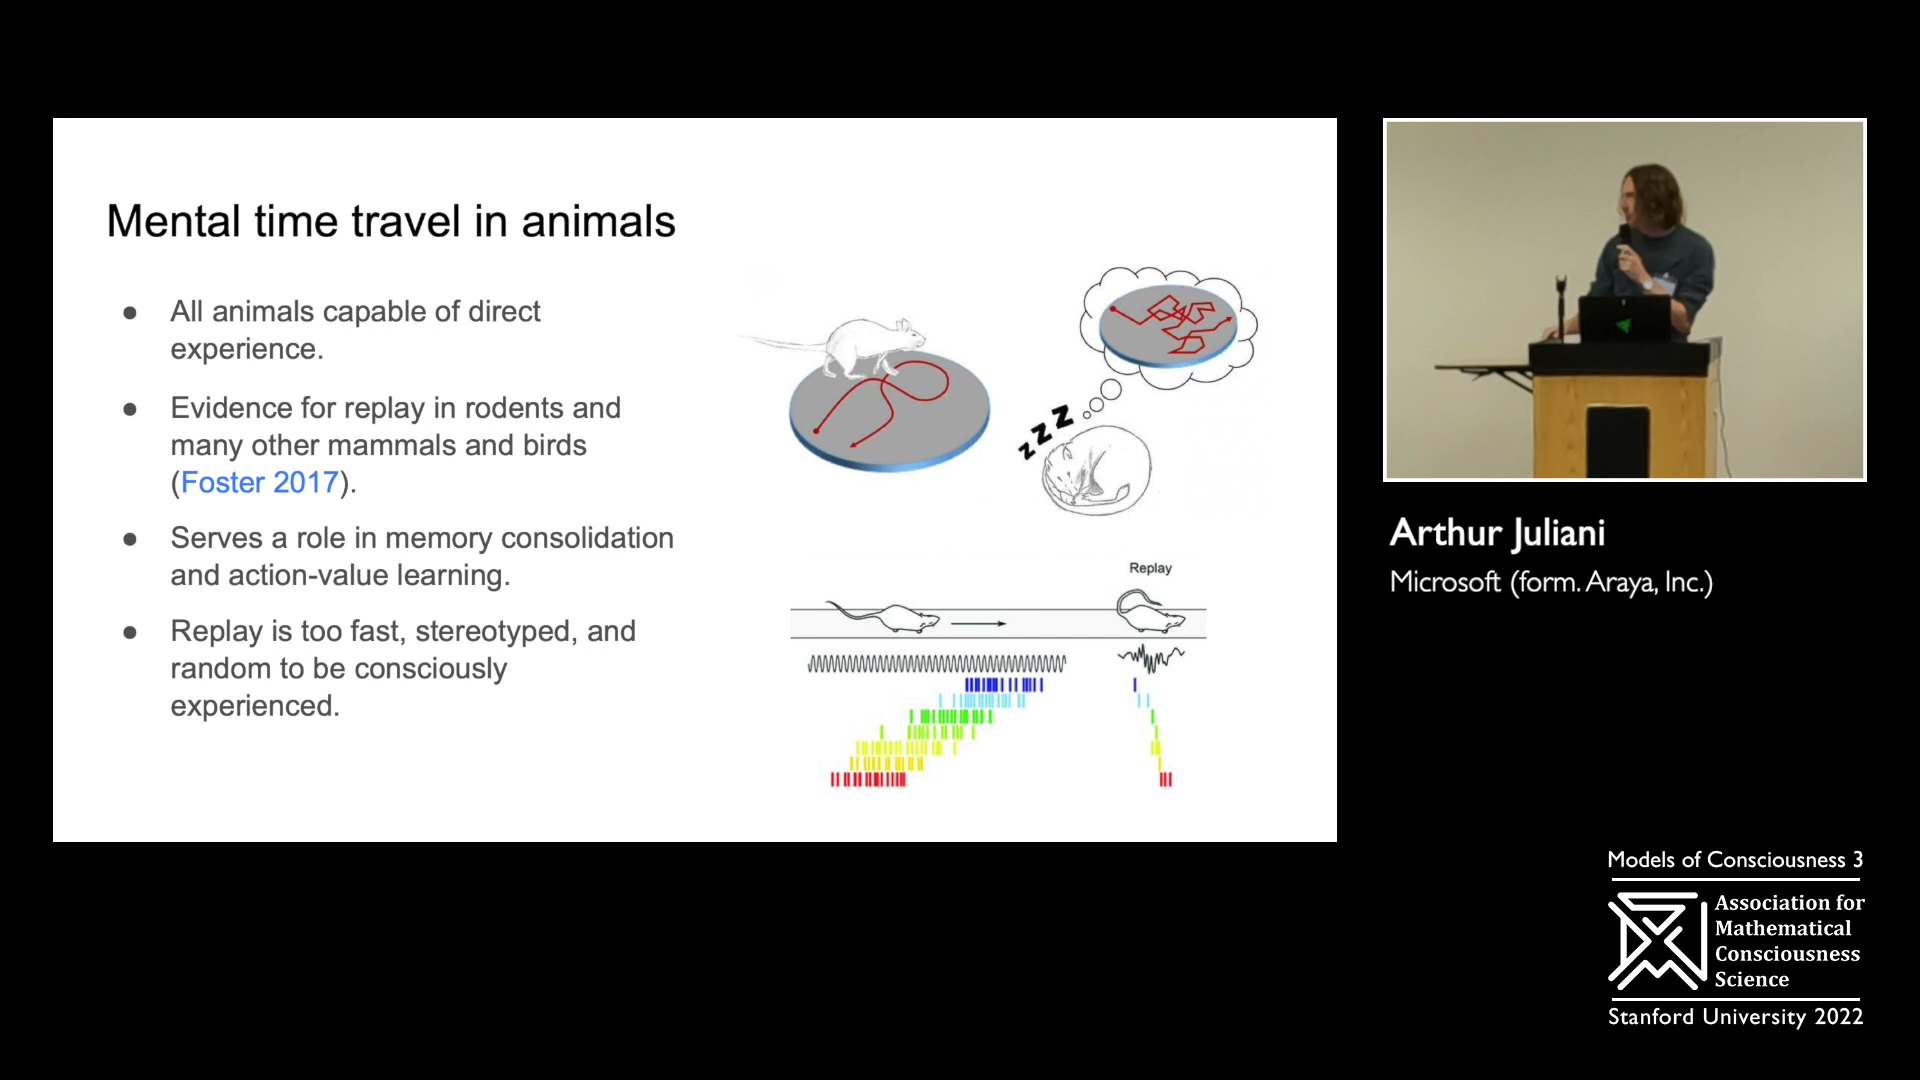 Mental time travel in animals
● All animals capable of direct
experience.
● Evidence for replay in rodents and
many other mammals and birds
(Foster 2017).
● Serves a role in memory consolidation
and action-value learning.
● Replay is too fast, stereotyped, and
random to be consciously
experienced.
z z z
Replay
Arthur Juliani
Microsoft (form. Araya, Inc.)
Models of Consciousness 3
Association for
Mathematical
Consciousness
Science
Stanford University 2022